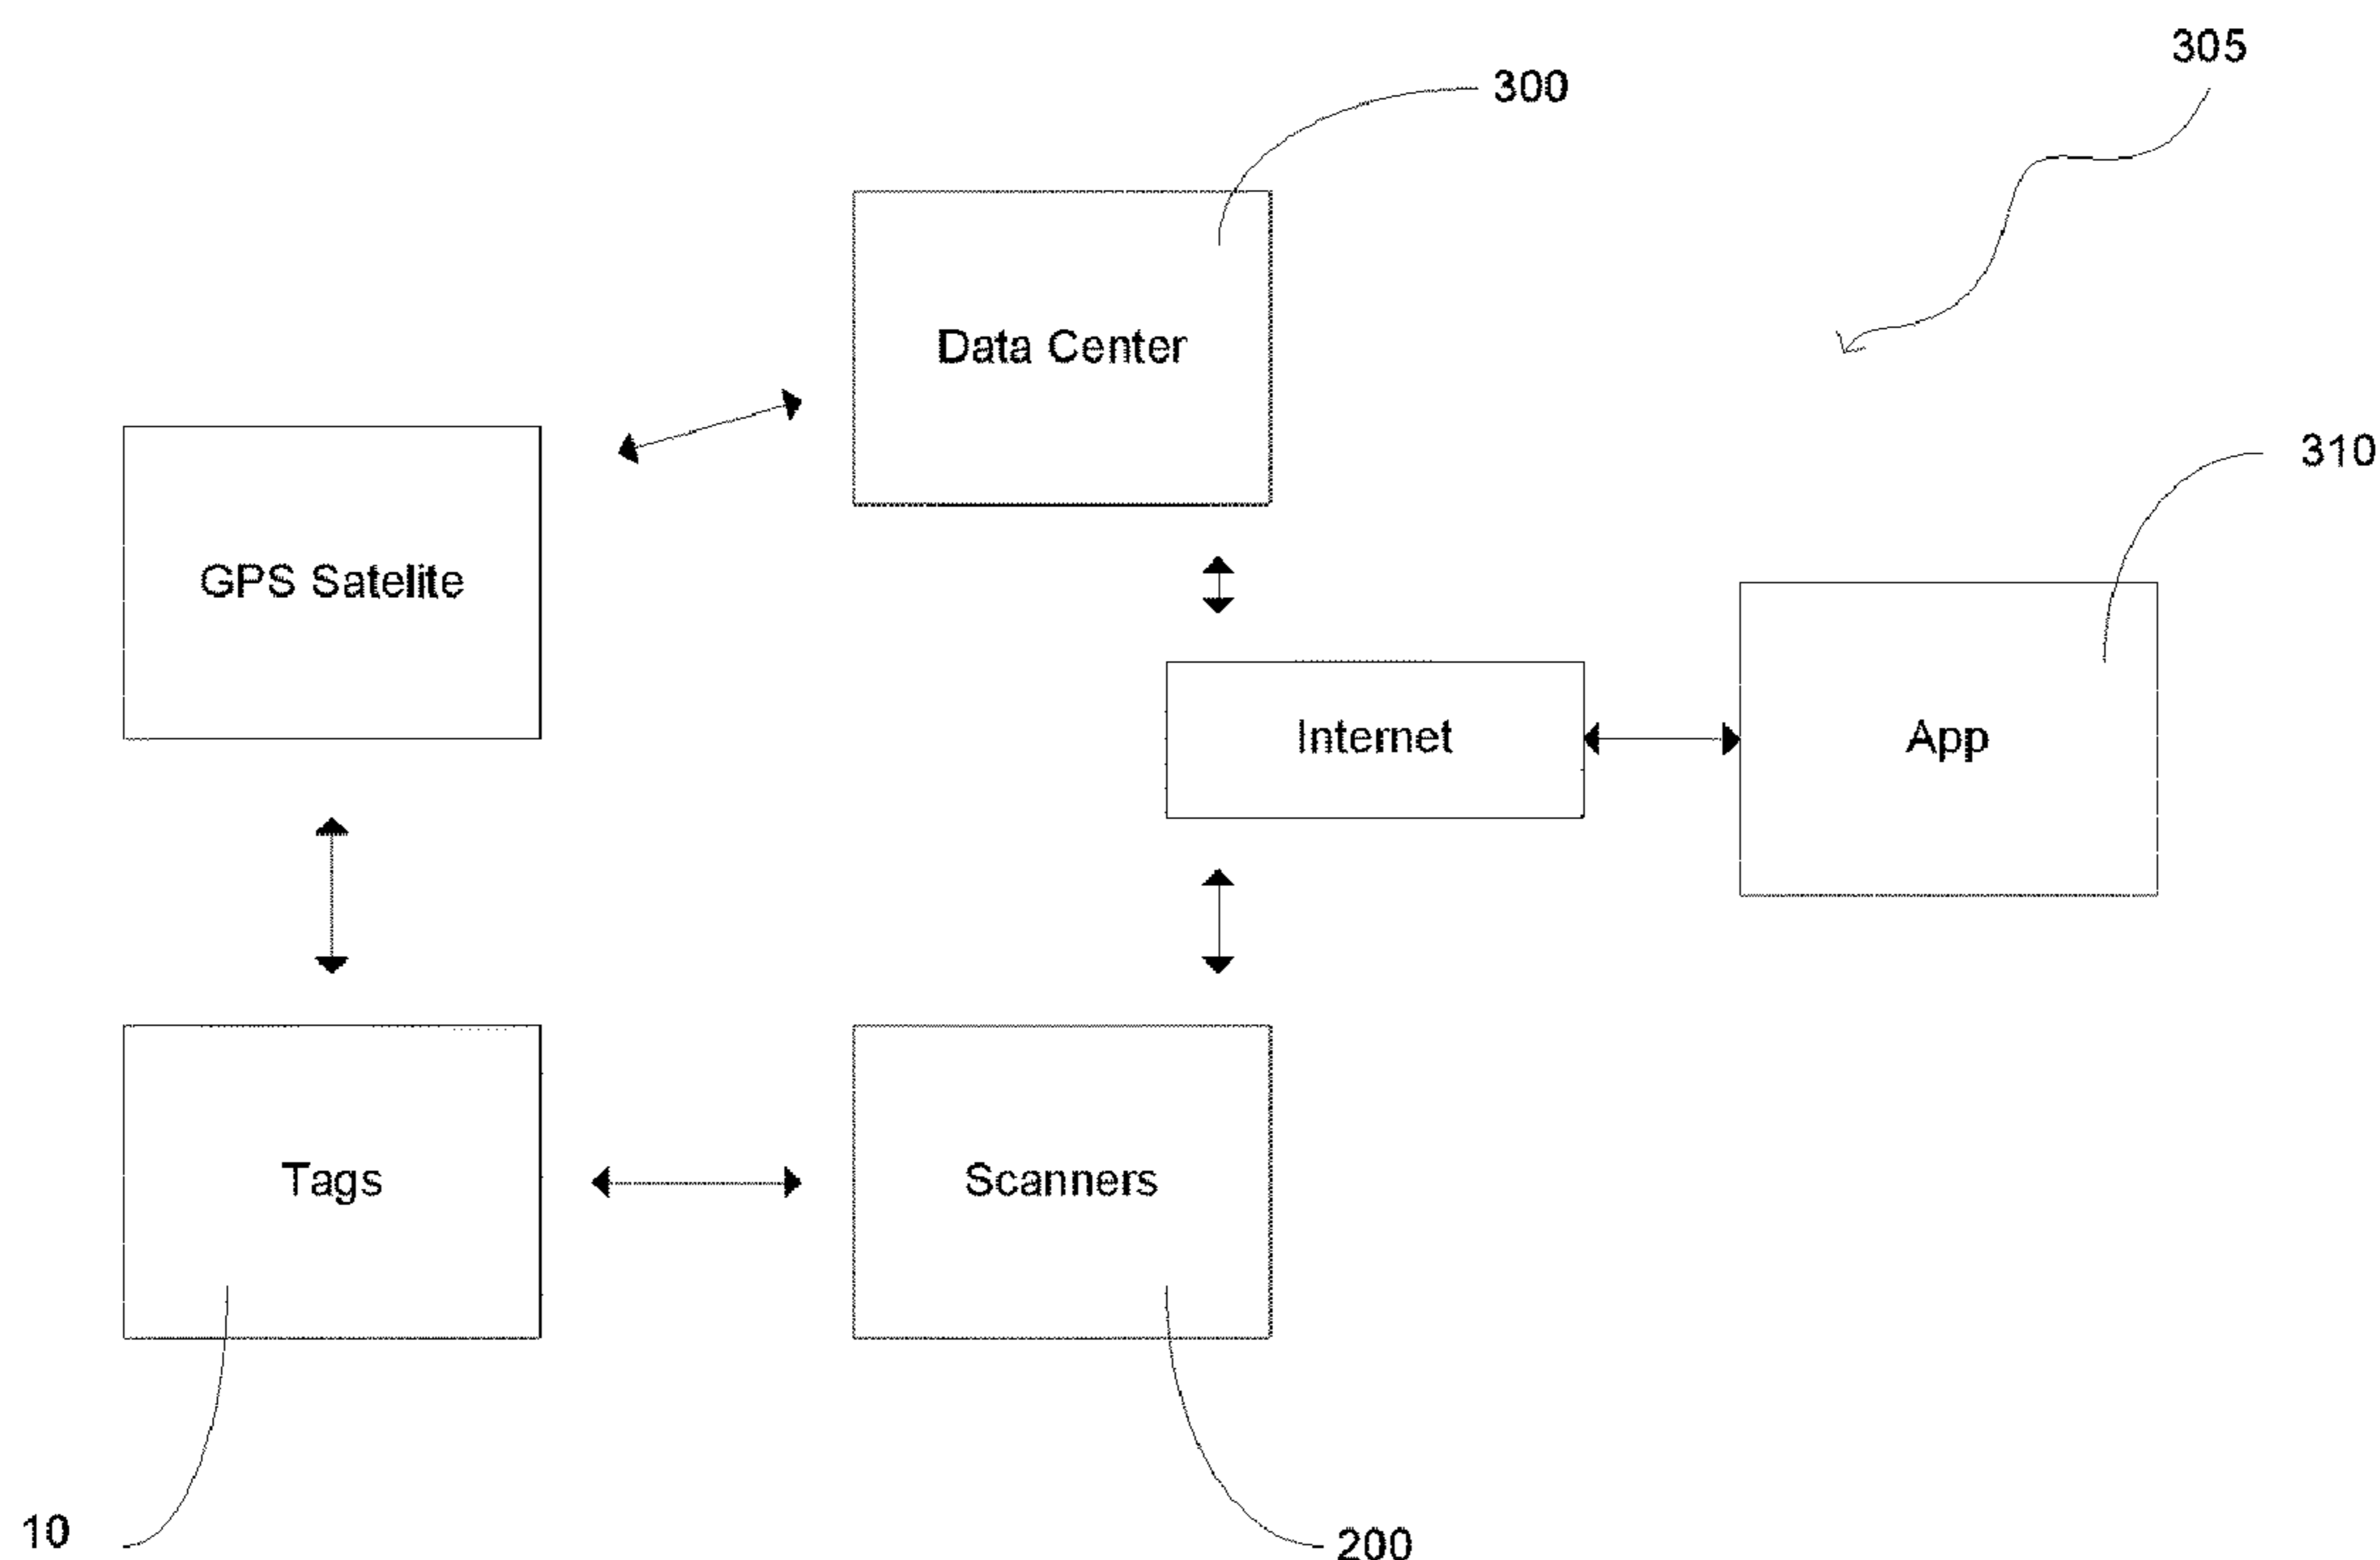 305
300
Data Center
310
GPS Satelite
Internet
App
Tags
Scanners
10
200